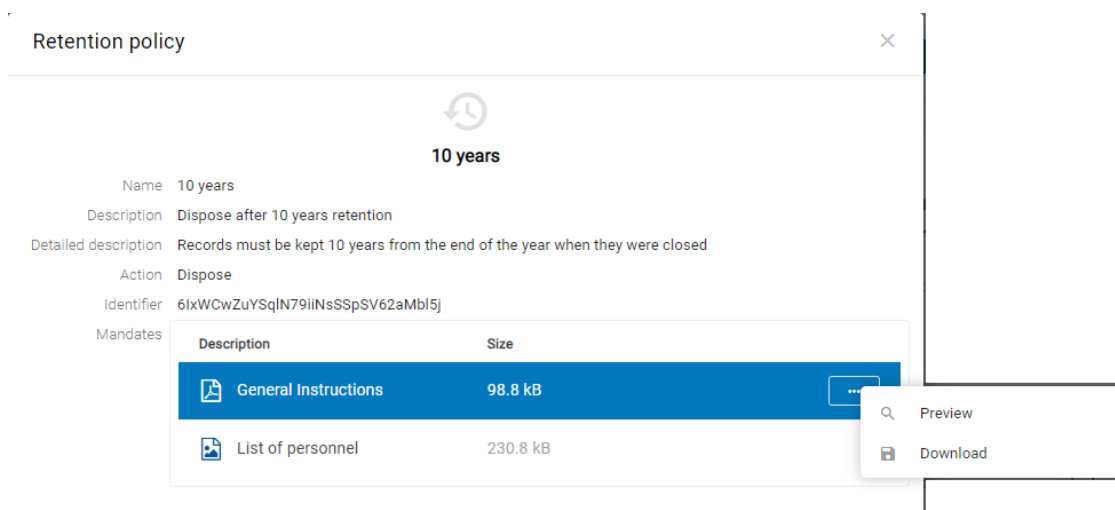 Retention policy
10 years
Name 10 years
Description Dispose after 10 years retention
Detailed description Records must be kept 10 years from the end of the year when they were closed
Action Dispose
Identifier 6IxWCwZuYSqlN79iiNsSSpSV62aMbl5j
Mandates
Description Size
General Instructions 98.8 kB
Preview
List of personnel 230.8 kB
Download